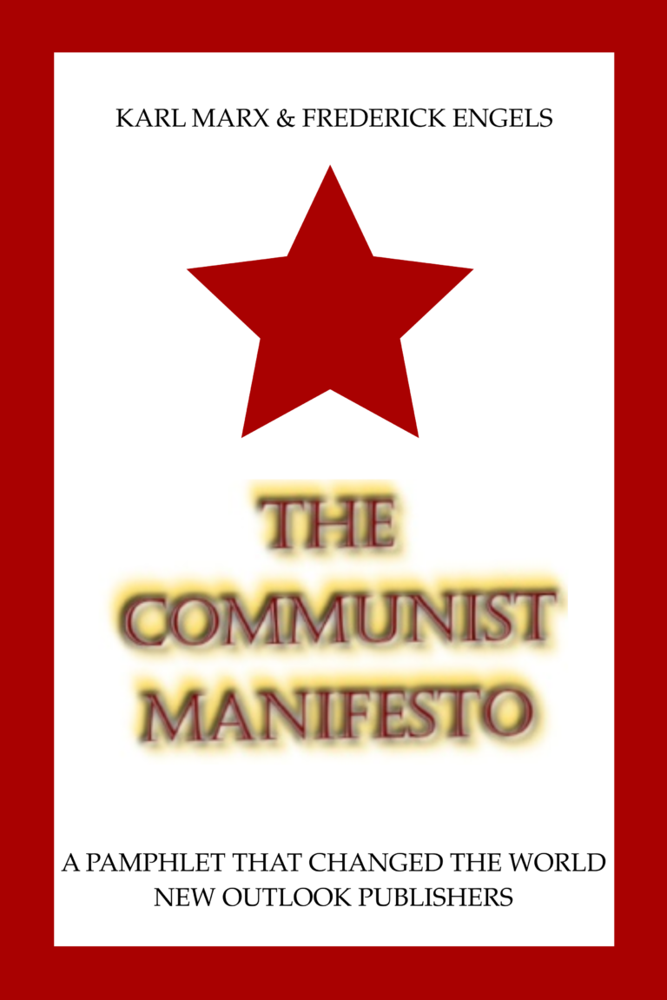 KARL MARX & FREDERICK ENGELS
THE
COMMUNIST
MANIFESTO
A PAMPHLET THAT CHANGED THE WORLD
NEW OUTLOOK PUBLISHERS